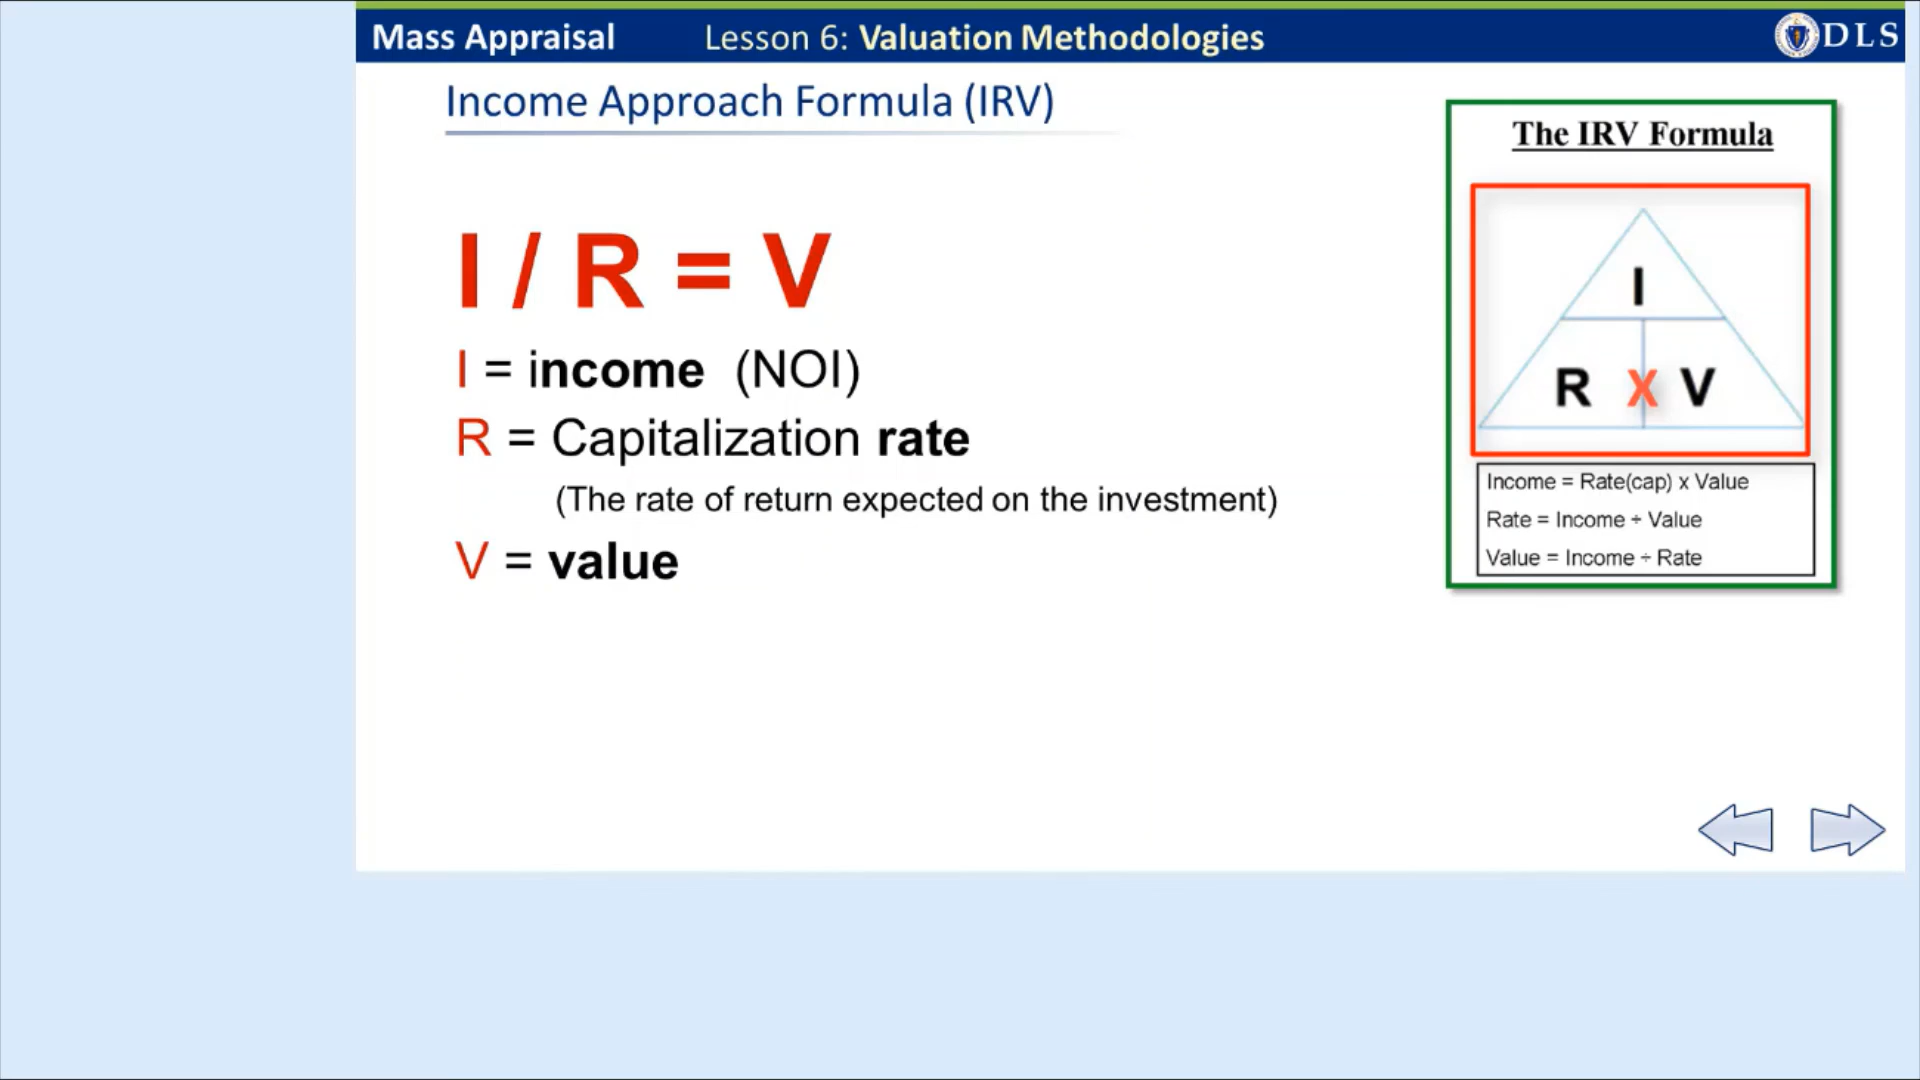 Mass Appraisal Lesson 6: Valuation Methodologies DLS
Income Approach Formula (IRV)
I / R = V
I = income (NOI)
R = Capitalization rate
(The rate of return expected on the investment)
V = value
The IRV Formula
I
R X V
Income = Rate(cap) x Value
Rate = Income ÷ Value
Value = Income ÷ Rate